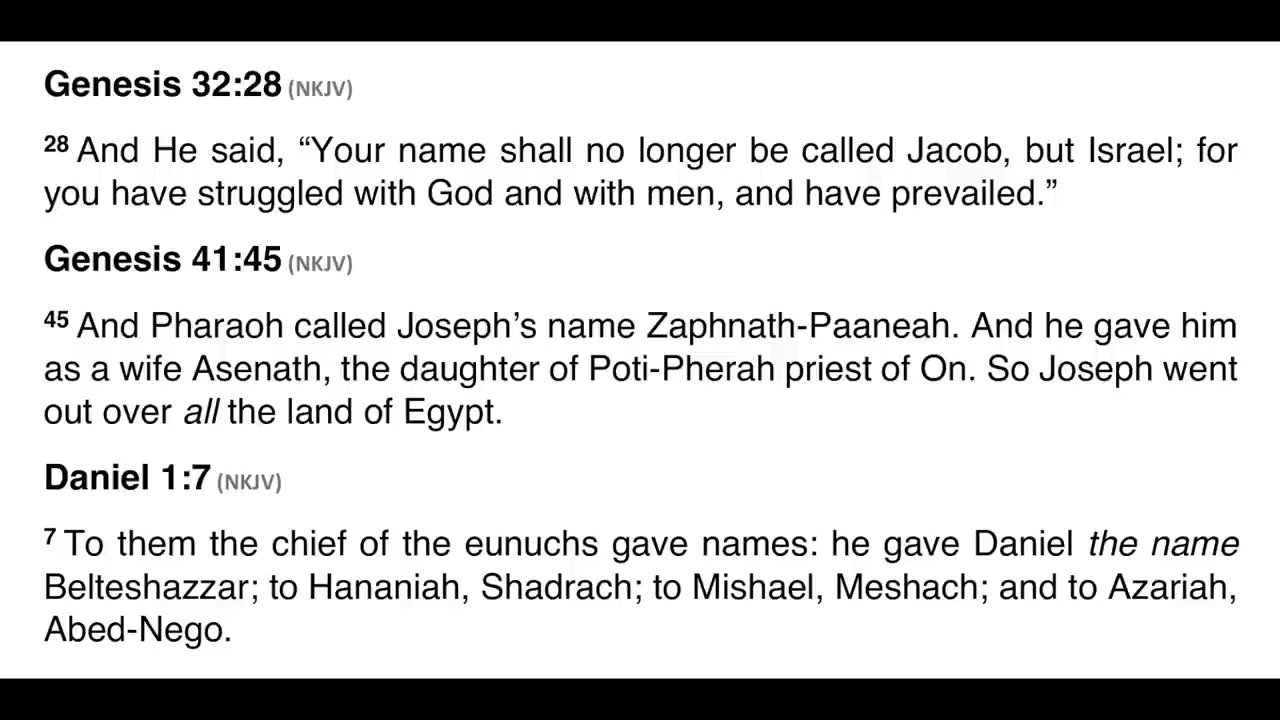 Genesis 32:28 (NKJV)
28 And He said, “Your name shall no longer be called Jacob, but Israel; for
you have struggled with God and with men, and have prevailed.”
Genesis 41:45 (NKJV)
45 And Pharaoh called Joseph’s name Zaphnath-Paaneah. And he gave him
as a wife Asenath, the daughter of Poti-Pherah priest of On. So Joseph went
out over all the land of Egypt.
Daniel 1:7 (NKJV)
7 To them the chief of the eunuchs gave names: he gave Daniel the name
Belteshazzar; to Hananiah, Shadrach; to Mishael, Meshach; and to Azariah,
Abed-Nego.